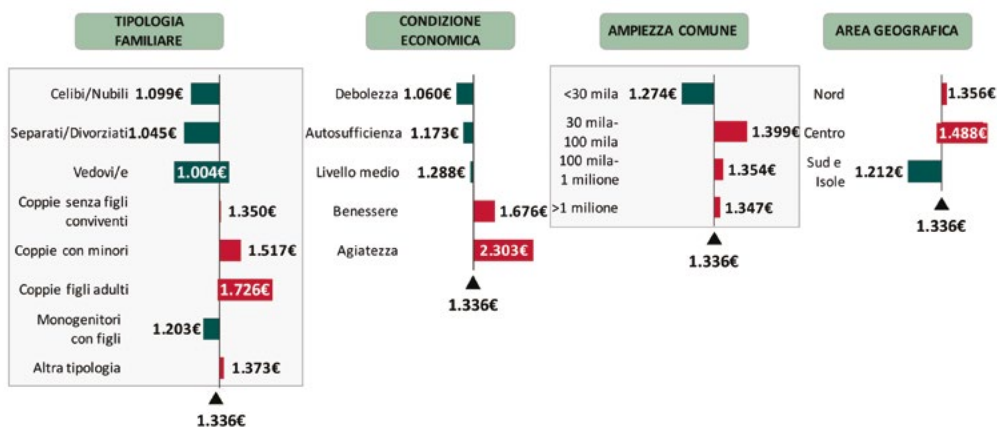 TIPOLOGIA
FAMILIARE
Celibi/Nubili 1.099€
Separati/Divorziati 1.045€
Vedovi/e 1.004€
Coppie senza figli
conviventi 1.350€
Coppie con minori 1.517€
Coppie figli adulti 1.726€
Monogenitori
con figli 1.203€
Altra tipologia 1.373€
1.336€
CONDIZIONE
ECONOMICA
Debolezza 1.060€
Autosufficienza 1.173€
Livello medio 1.288€
Benessere 1.676€
Agiatezza 2.303€
1.336€
AMPIEZZA COMUNE
<30 mila 1.274€
30 mila-
100 mila 1.399€
100 mila-
1 milione 1.354€
>1 milione 1.347€
1.336€
AREA GEOGRAFICA
Nord 1.356€
Centro 1.488€
Sud e
Isole 1.212€
1.336€